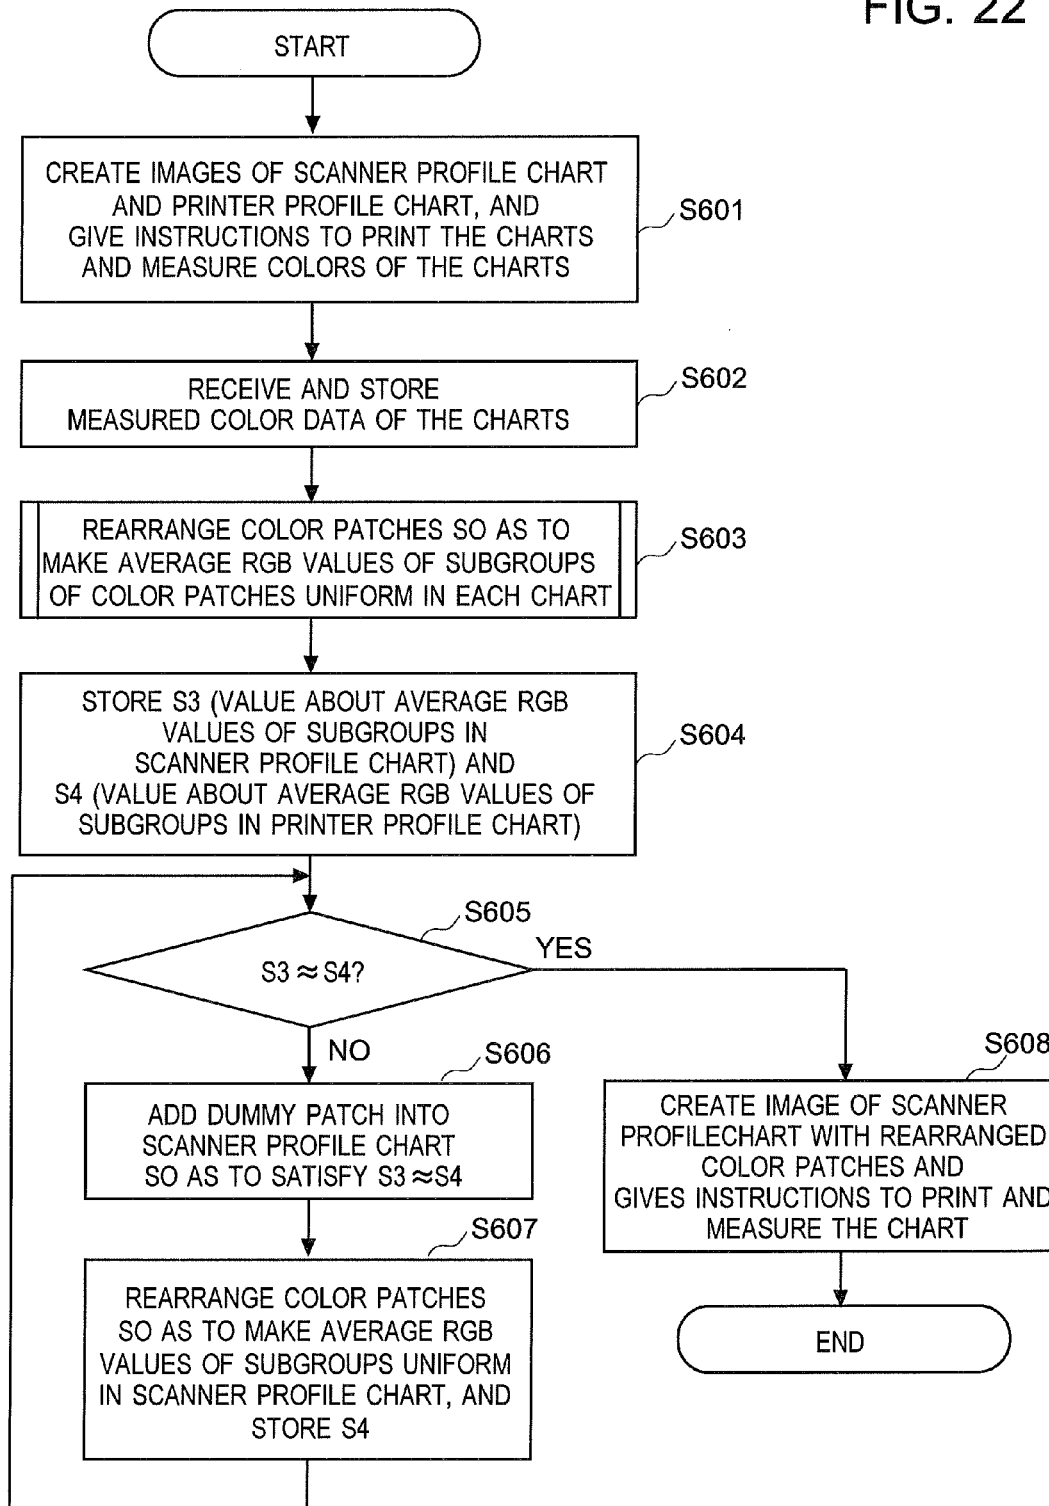 FIG. 22
START
CREATE IMAGES OF SCANNER PROFILE CHART
AND PRINTER PROFILE CHART, AND
GIVE INSTRUCTIONS TO PRINT THE CHARTS
AND MEASURE COLORS OF THE CHARTS
S601
RECEIVE AND STORE
MEASURED COLOR DATA OF THE CHARTS
S602
REARRANGE COLOR PATCHES SO AS TO
MAKE AVERAGE RGB VALUES OF SUBGROUPS
OF COLOR PATCHES UNIFORM IN EACH CHART
S603
STORE S3 (VALUE ABOUT AVERAGE RGB
VALUES OF SUBGROUPS IN
SCANNER PROFILE CHART) AND
S4 (VALUE ABOUT AVERAGE RGB VALUES OF
SUBGROUPS IN PRINTER PROFILE CHART)
S604
S605
S3 ≈ S4?
YES
NO
S606
ADD DUMMY PATCH INTO
SCANNER PROFILE CHART
SO AS TO SATISFY S3 ≈S4
S607
REARRANGE COLOR PATCHES
SO AS TO MAKE AVERAGE RGB
VALUES OF SUBGROUPS UNIFORM
IN SCANNER PROFILE CHART, AND
STORE S4
S608
CREATE IMAGE OF SCANNER
PROFILECHART WITH REARRANGED
COLOR PATCHES AND
GIVES INSTRUCTIONS TO PRINT AND
MEASURE THE CHART
END